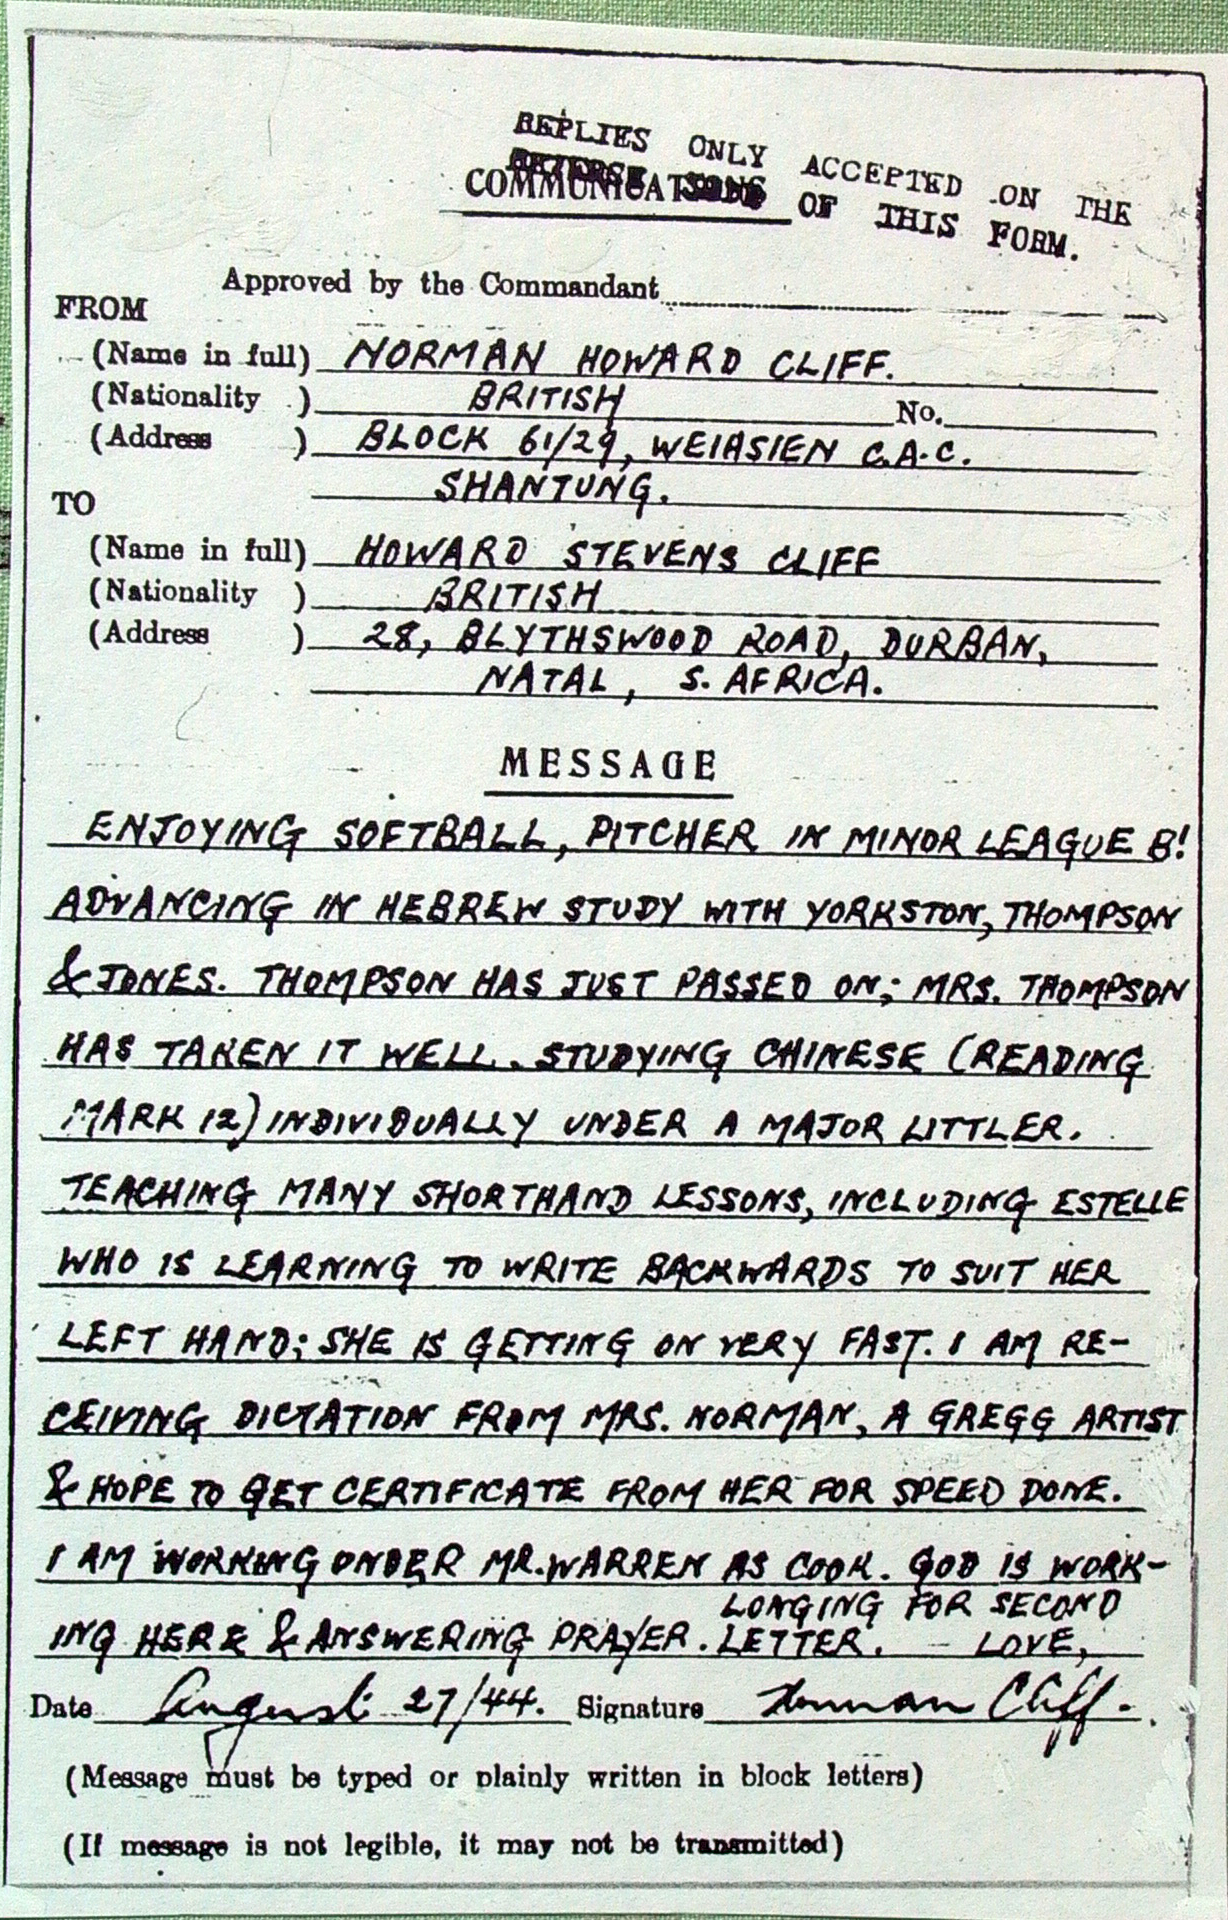 REPLIES ONLY ACCEPTED ON THE
OF THIS FORM.
Approved by the Commandant
FROM
(Name in full) NORMAN HOWARD CLIFF.
(Nationality ) BRITISH No.
(Address ) BLOCK 61/29, WEIHSIEN C.A.C.
SHANTUNG.
TO
(Name in full) HOWARD STEVENS CLIFF
(Nationality ) BRITISH
(Address ) 28, BLYTHSWOOD ROAD, DURBAN,
NATAL, S. AFRICA.
MESSAGE
ENJOYING SOFTBALL, PITCHER IN MINOR LEAGUE B!
ADVANCING IN HEBREW STUDY WITH YORKSTON, THOMPSON
& JONES. THOMPSON HAS JUST PASSED ON; MRS. THOMPSON
HAS TAKEN IT WELL. STUDYING CHINESE (READING
MARK 12) INDIVIDUALLY UNDER A MAJOR LITTLER.
TEACHING MANY SHORTHAND LESSONS, INCLUDING ESTELLE
WHO IS LEARNING TO WRITE BACKWARDS TO SUIT HER
LEFT HAND; SHE IS GETTING ON VERY FAST. I AM RE-
CEIVING DICTATION FROM MRS. NORMAN, A GREGG ARTIST
& HOPE TO GET CERTIFICATE FROM HER FOR SPEED DONE.
I AM WORKING UNDER MR. WARREN AS COOK. GOD IS WORK-
ING HERE & ANSWERING PRAYER. LONGING FOR SECOND
LETTER. — LOVE,
Date August 27/44. Signature Norman Cliff.
(Message must be typed or plainly written in block letters)
(If message is not legible, it may not be transmitted)